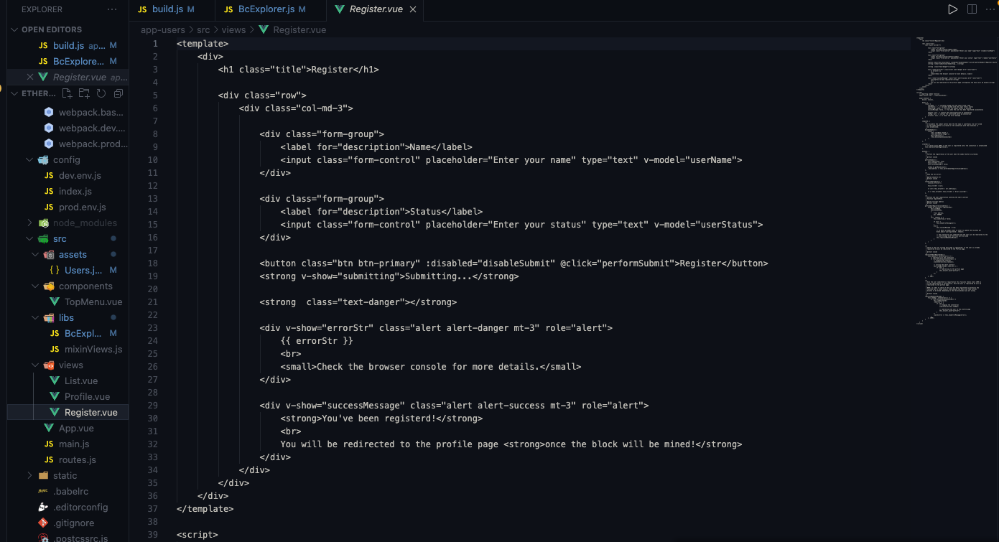 EXPLORER ...
JS build.js M JS BcExplorer.js M Register.vue
OPEN EDITORS
JS build.js ap... M
JS BcExplore... M
Register.vue ap...
ETHER...
webpack.bas...
webpack.dev....
webpack.prod...
config
JS dev.env.js
JS index.js
JS prod.env.js
node_modules
src
assets
{ } Users.j... M
components
TopMenu.vue
libs
JS BcExpl... M
JS mixinViews.js
views
List.vue
Profile.vue
Register.vue
App.vue
JS main.js
JS routes.js
static
.babelrc
.editorconfig
.gitignore
.postcssrc.js
app-users > src > views > Register.vue
1 <template>
2 <div>
3 <h1 class="title">Register</h1>
4
5 <div class="row">
6 <div class="col-md-3">
7
8 <div class="form-group">
9 <label for="description">Name</label>
10 <input class="form-control" placeholder="Enter your name" type="text" v-model="userName">
11 </div>
12
13 <div class="form-group">
14 <label for="description">Status</label>
15 <input class="form-control" placeholder="Enter your status" type="text" v-model="userStatus">
16 </div>
17
18 <button class="btn btn-primary" :disabled="disableSubmit" @click="performSubmit">Register</button>
19 <strong v-show="submitting">Submitting...</strong>
20
21 <strong  class="text-danger"></strong>
22
23 <div v-show="errorStr" class="alert alert-danger mt-3" role="alert">
24 {{ errorStr }}
25 <br>
26 <small>Check the browser console for more details.</small>
27 </div>
28
29 <div v-show="successMessage" class="alert alert-success mt-3" role="alert">
30 <strong>You've been registerd!</strong>
31 <br>
32 You will be redirected to the profile page <strong>once the block will be mined!</strong>
33 </div>
34 </div>
35 </div>
36 </div>
37 </template>
38
39 <script>